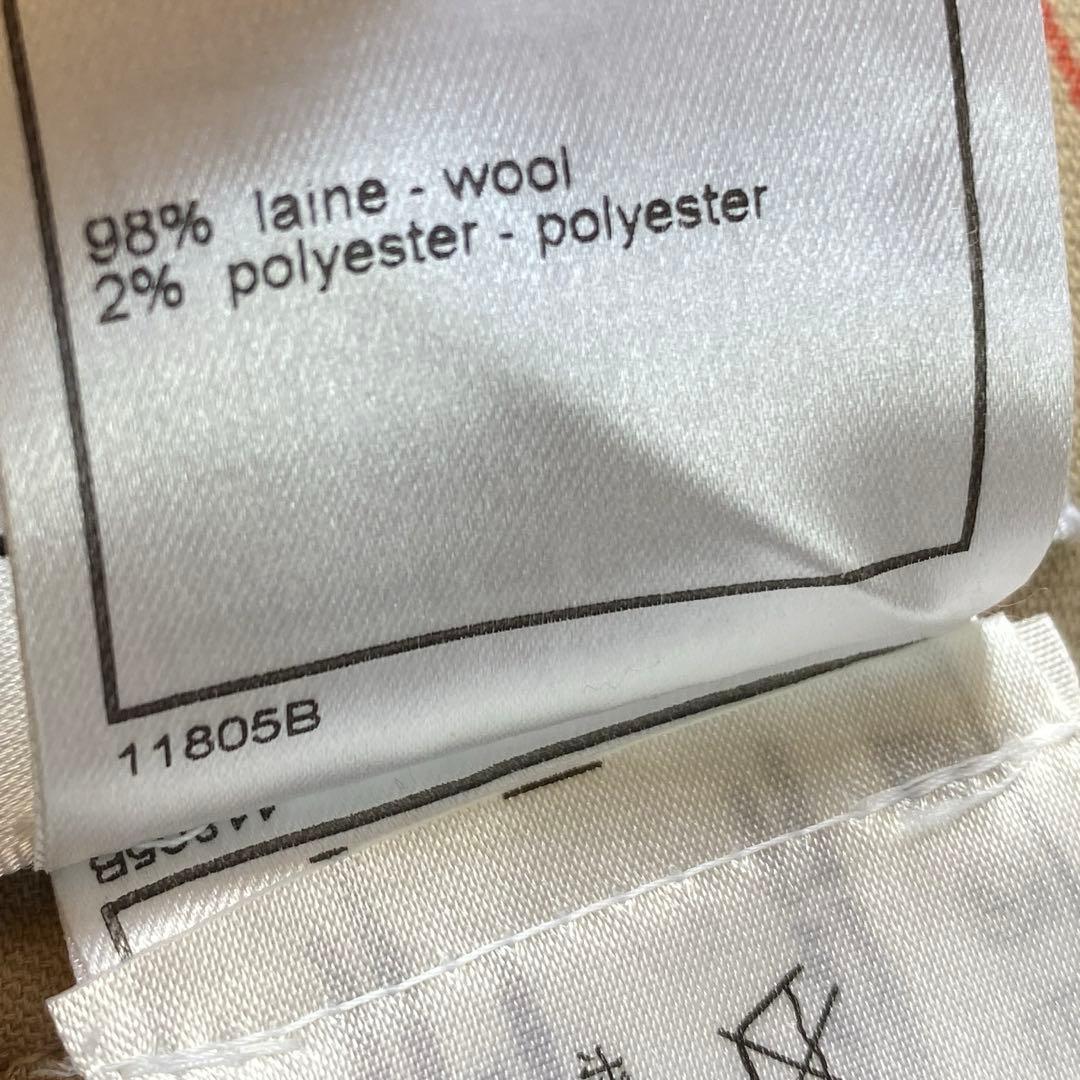 98% laine - wool
2% polyester - polyester
11805B